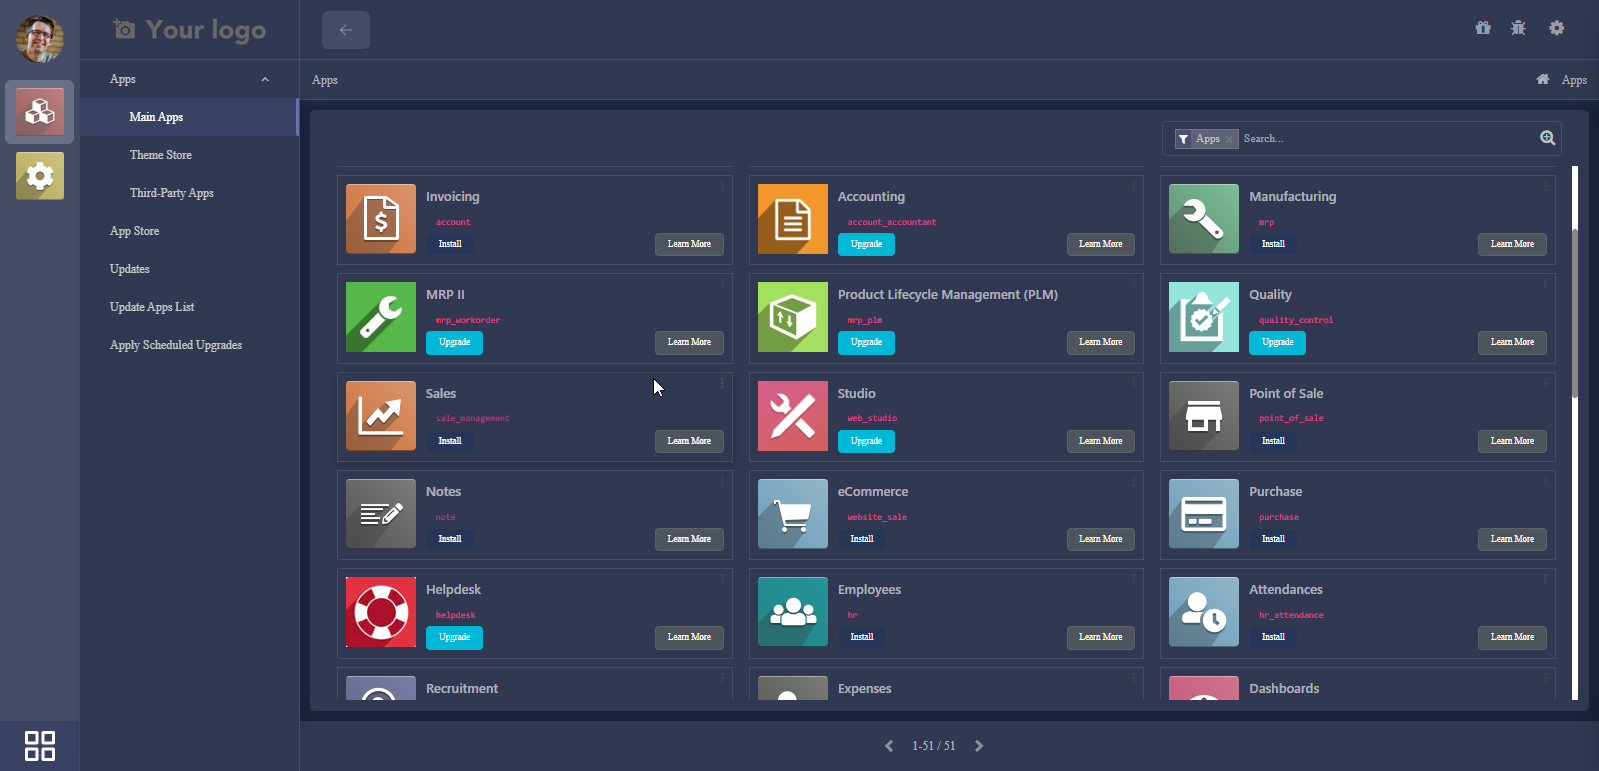 Your logo
Apps
Main Apps
Theme Store
Third-Party Apps
App Store
Updates
Update Apps List
Apply Scheduled Upgrades
Apps
Apps
Apps
Search...
Invoicing
account
Install
Learn More
Accounting
account_accountant
Upgrade
Learn More
Manufacturing
mrp
Install
Learn More
MRP II
mrp_workorder
Upgrade
Learn More
Product Lifecycle Management (PLM)
mrp_plm
Upgrade
Learn More
Quality
quality_control
Upgrade
Learn More
Sales
sale_management
Install
Learn More
Studio
web_studio
Upgrade
Learn More
Point of Sale
point_of_sale
Install
Learn More
Notes
note
Install
Learn More
eCommerce
website_sale
Install
Learn More
Purchase
purchase
Install
Learn More
Helpdesk
helpdesk
Upgrade
Learn More
Employees
hr
Install
Learn More
Attendances
hr_attendance
Install
Learn More
Recruitment
Expenses
Dashboards
1-51 / 51